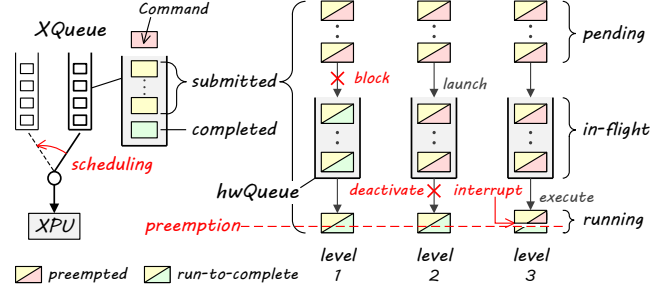 Command
XQueue
submitted
completed
scheduling
XPU
hwQueue
preemption
block
launch
deactivate
interrupt
execute
pending
in-flight
running
level
1
level
2
level
3
preempted
run-to-complete